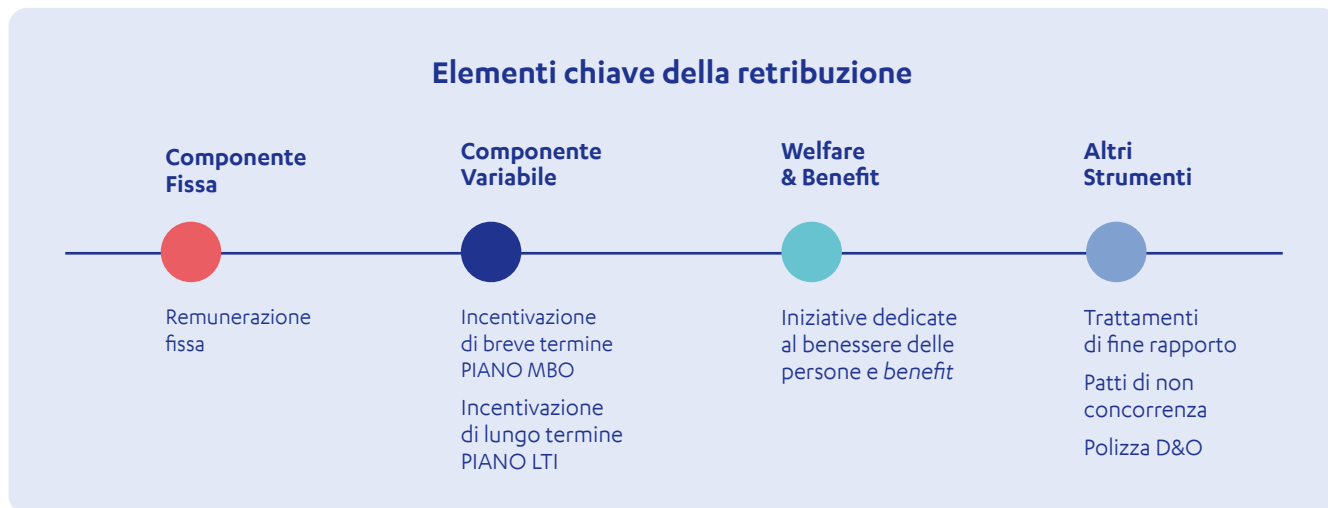 Elementi chiave della retribuzione
Componente
Fissa
Remunerazione
fissa
Componente
Variabile
Incentivazione
di breve termine
PIANO MBO
Incentivazione
di lungo termine
PIANO LTI
Welfare
& Benefit
Iniziative dedicate
al benessere delle
persone e benefit
Altri
Strumenti
Trattamenti
di fine rapporto
Patti di non
concorrenza
Polizza D&O